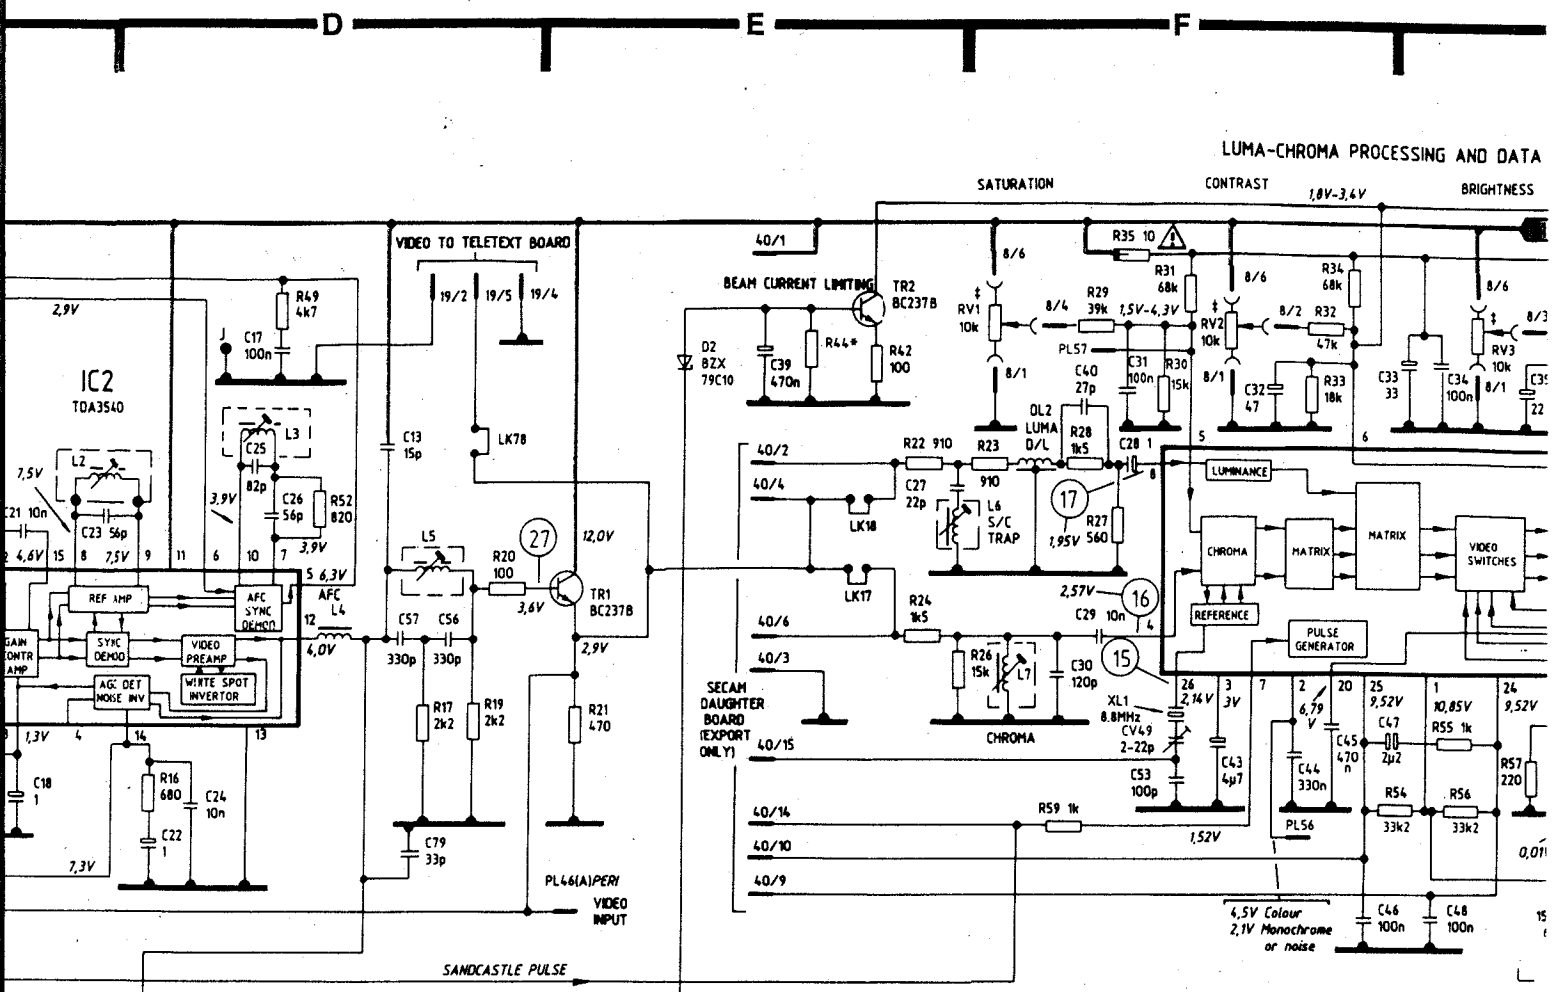 D
E
F
LUMA-CHROMA PROCESSING AND DATA
SATURATION
CONTRAST
1,8V-3,4V
BRIGHTNESS
VIDEO TO TELETEXT BOARD
19/2
19/5
19/4
2,9V
R49
4k7
J
C17
100n
IC2
TDA3540
40/1
BEAM CURRENT LIMITING
TR2
BC237B
D2
BZX
79C10
C39
470n
R44*
R42
100
8/6
RV1
10k
‡
8/4
8/1
R29
39k
1,5V-4,3V
R35 10
R31
68k
PL57
C40
27p
C31
100n
R30
15k
8/6
‡
RV2
10k
8/2
8/1
R32
47k
R34
68k
C32
47
R33
18k
C33
33
C34
100n
8/6
‡
8/3
RV3
10k
8/1
22
L3
C25
82p
C26
56p
R52
820
3,9V
3,9V
L2
7,5V
C21 10n
C23 56p
4,6V
15
8
7,5V
9
11
6
10
7
5
6,3V
AFC
L4
12
4,0V
C13
15p
LK78
L5
R20
100
27
3,6V
12,0V
TR1
BC237B
2,9V
REF AMP
AFC
SYNC
DEMOD
GAIN
CONTR
AMP
SYNC
DEMOD
VIDEO
PREAMP
AGC DET
NOISE INV
WHITE SPOT
INVERTOR
1,3V
4
14
13
C57
330p
C56
330p
R17
2k2
R19
2k2
R21
470
C18
1
R16
680
C24
10n
C22
1
7,3V
C79
33p
PL46(A)PERI
VIDEO
INPUT
SANDCASTLE PULSE
40/2
40/4
LK18
LK17
R22 910
R23
910
DL2
LUMA
D/L
R28
1k5
C28
1
8
5
6
C27
22p
L6
S/C
TRAP
17
1,95V
R27
560
40/6
40/3
R24
1k5
2,57V
16
C29 10n
4
15
R26
15k
L7
C30
120p
CHROMA
SECAM
DAUGHTER
BOARD
(EXPORT
ONLY)
40/15
40/14
40/10
40/9
LUMINANCE
CHROMA
MATRIX
MATRIX
VIDEO
SWITCHES
REFERENCE
PULSE
GENERATOR
26
2,14V
3
3V
7
2
6,79
V
20
25
9,52V
1
10,85V
24
9,52V
XL1
8.8MHz
CV49
2-22p
C53
100p
C43
4µ7
C44
330n
C45
470
n
C47
2µ2
R55 1k
R57
220
R54
33k2
R56
33k2
R59 1k
1,52V
PL56
4,5V Colour
2,1V Monochrome
or noise
C46
100n
C48
100n